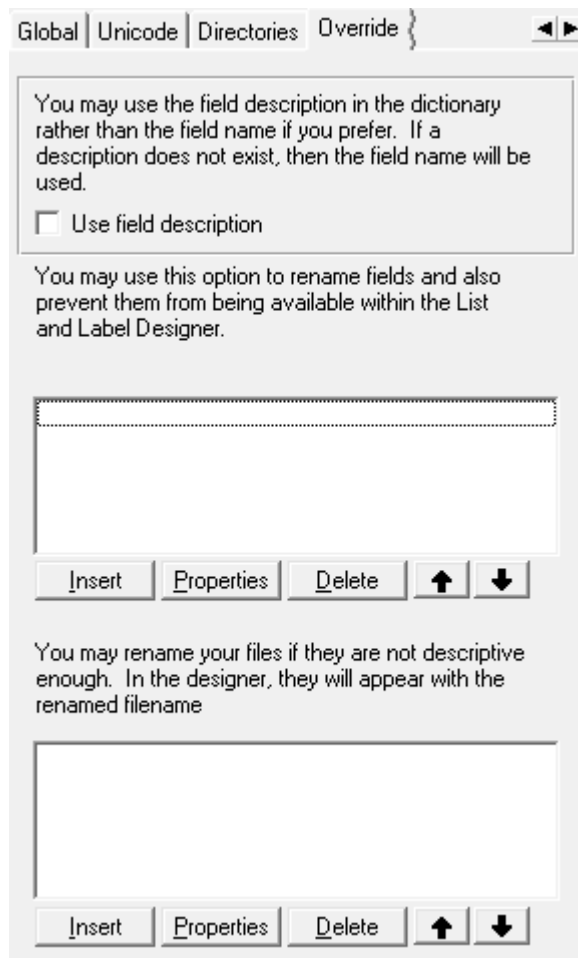 Global Unicode Directories Override
You may use the field description in the dictionary
rather than the field name if you prefer. If a
description does not exist, then the field name will be
used.
Use field description
You may use this option to rename fields and also
prevent them from being available within the List
and Label Designer.
Insert Properties Delete
You may rename your files if they are not descriptive
enough. In the designer, they will appear with the
renamed filename
Insert Properties Delete